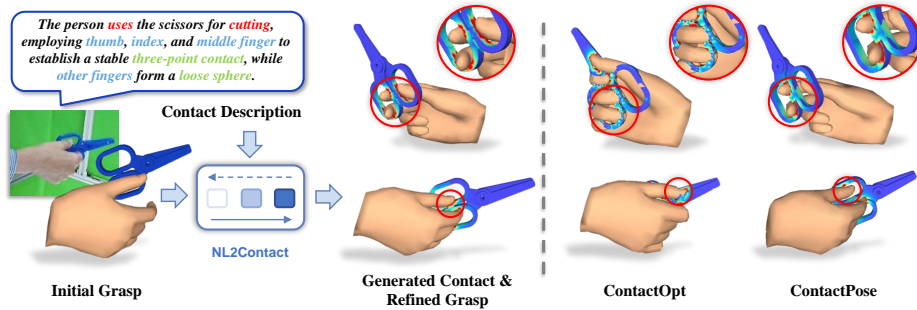 The person uses the scissors for cutting,
employing thumb, index, and middle finger to
establish a stable three-point contact, while
other fingers form a loose sphere.
Contact Description
NL2Contact
Initial Grasp
Generated Contact &
Refined Grasp
ContactOpt
ContactPose